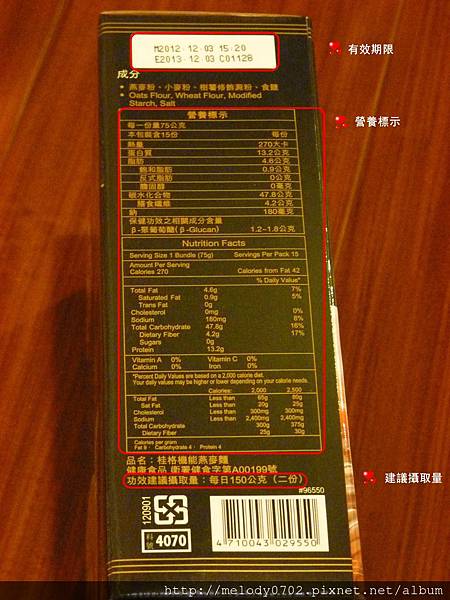 M2012.12.03 15:20
E2013.12.03 C01128
有效期限
成分
• 燕麥粉、小麥粉、樹薯修飾澱粉、食鹽
• Oats Flour, Wheat Flour, Modified
Starch, Salt
營養標示
營養標示
每一份量75公克
本包裝含15份 每份
熱量 270大卡
蛋白質 13.2公克
脂肪 4.6公克
飽和脂肪 0.9公克
反式脂肪 0公克
膽固醇 0毫克
碳水化合物 47.8公克
膳食纖維 4.2公克
鈉 180毫克
保健功效之相關成分含量
β-聚葡萄醣(β-Glucan) 1.2~1.8公克
Nutrition Facts
Serving Size 1 Bundle (75g) Servings Per Pack 15
Amount Per Serving
Calories 270 Calories from Fat 42
% Daily Value*
Total Fat 4.6g 7%
Saturated Fat 0.9g 5%
Trans Fat 0g
Cholesterol 0mg 0%
Sodium 180mg 8%
Total Carbohydrate 47.8g 16%
Dietary Fiber 4.2g 17%
Sugars 0g
Protein 13.2g
Vitamin A 0% Vitamin C 0%
Calcium 0% Iron 0%
*Percent Daily Values are based on a 2,000 calorie diet.
Your daily values may be higher or lower depending on your calorie needs.
Calories: 2,000 2,500
Total Fat Less than 65g 80g
Sat Fat Less than 20g 25g
Cholesterol Less than 300mg 300mg
Sodium Less than 2,400mg 2,400mg
Total Carbohydrate 300g 375g
Dietary Fiber 25g 30g
Calories per gram
Fat 9 • Carbohydrate 4 • Protein 4
品名：桂格機能燕麥麵
健康食品 衛署健食字第A00199號
功效建議攝取量：每日150公克（二份）
建議攝取量
#96550
120901
料號 4070
4 710043 029550
http://melody0702.pixnet.net/album